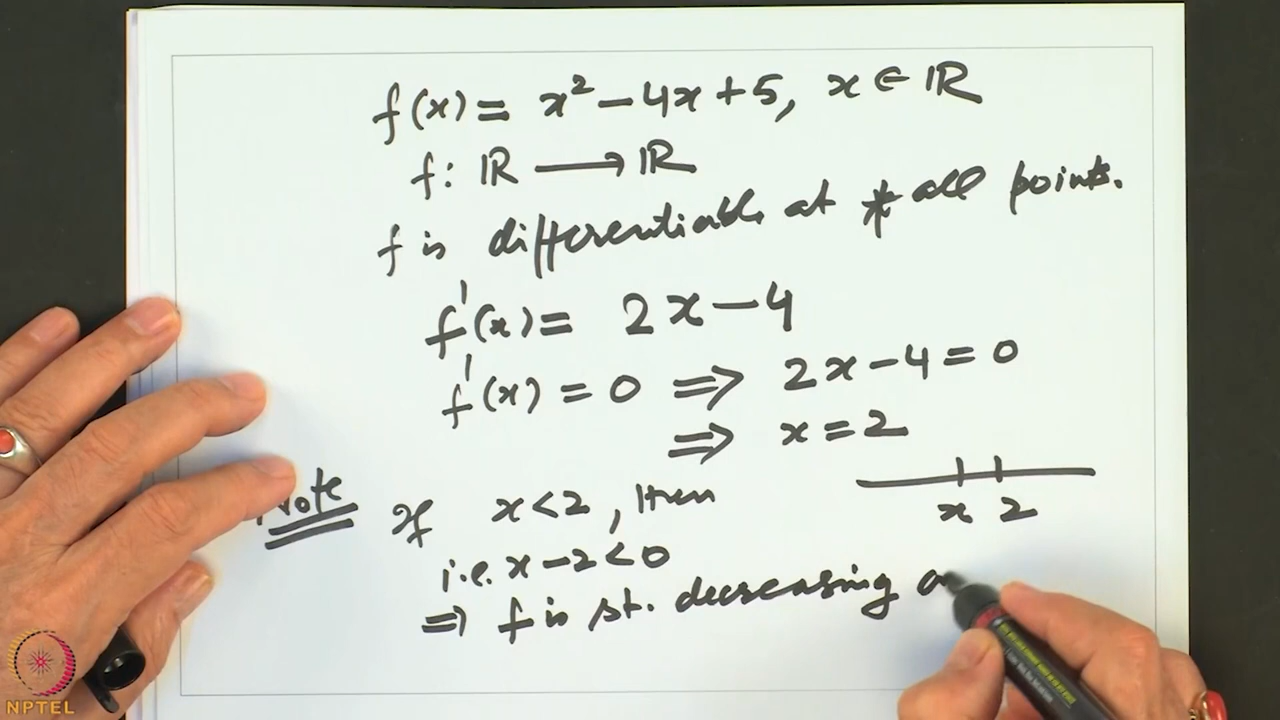 f(x) = x² - 4x + 5, x ∈ ℝ
f: ℝ ⟶ ℝ
f is differentiable at all points.
f'(x) = 2x - 4
f'(x) = 0 ⇒ 2x - 4 = 0
⇒ x = 2
Note If x < 2, then
x 2
i.e. x - 2 < 0
⇒ f is st. decreasing
NPTEL